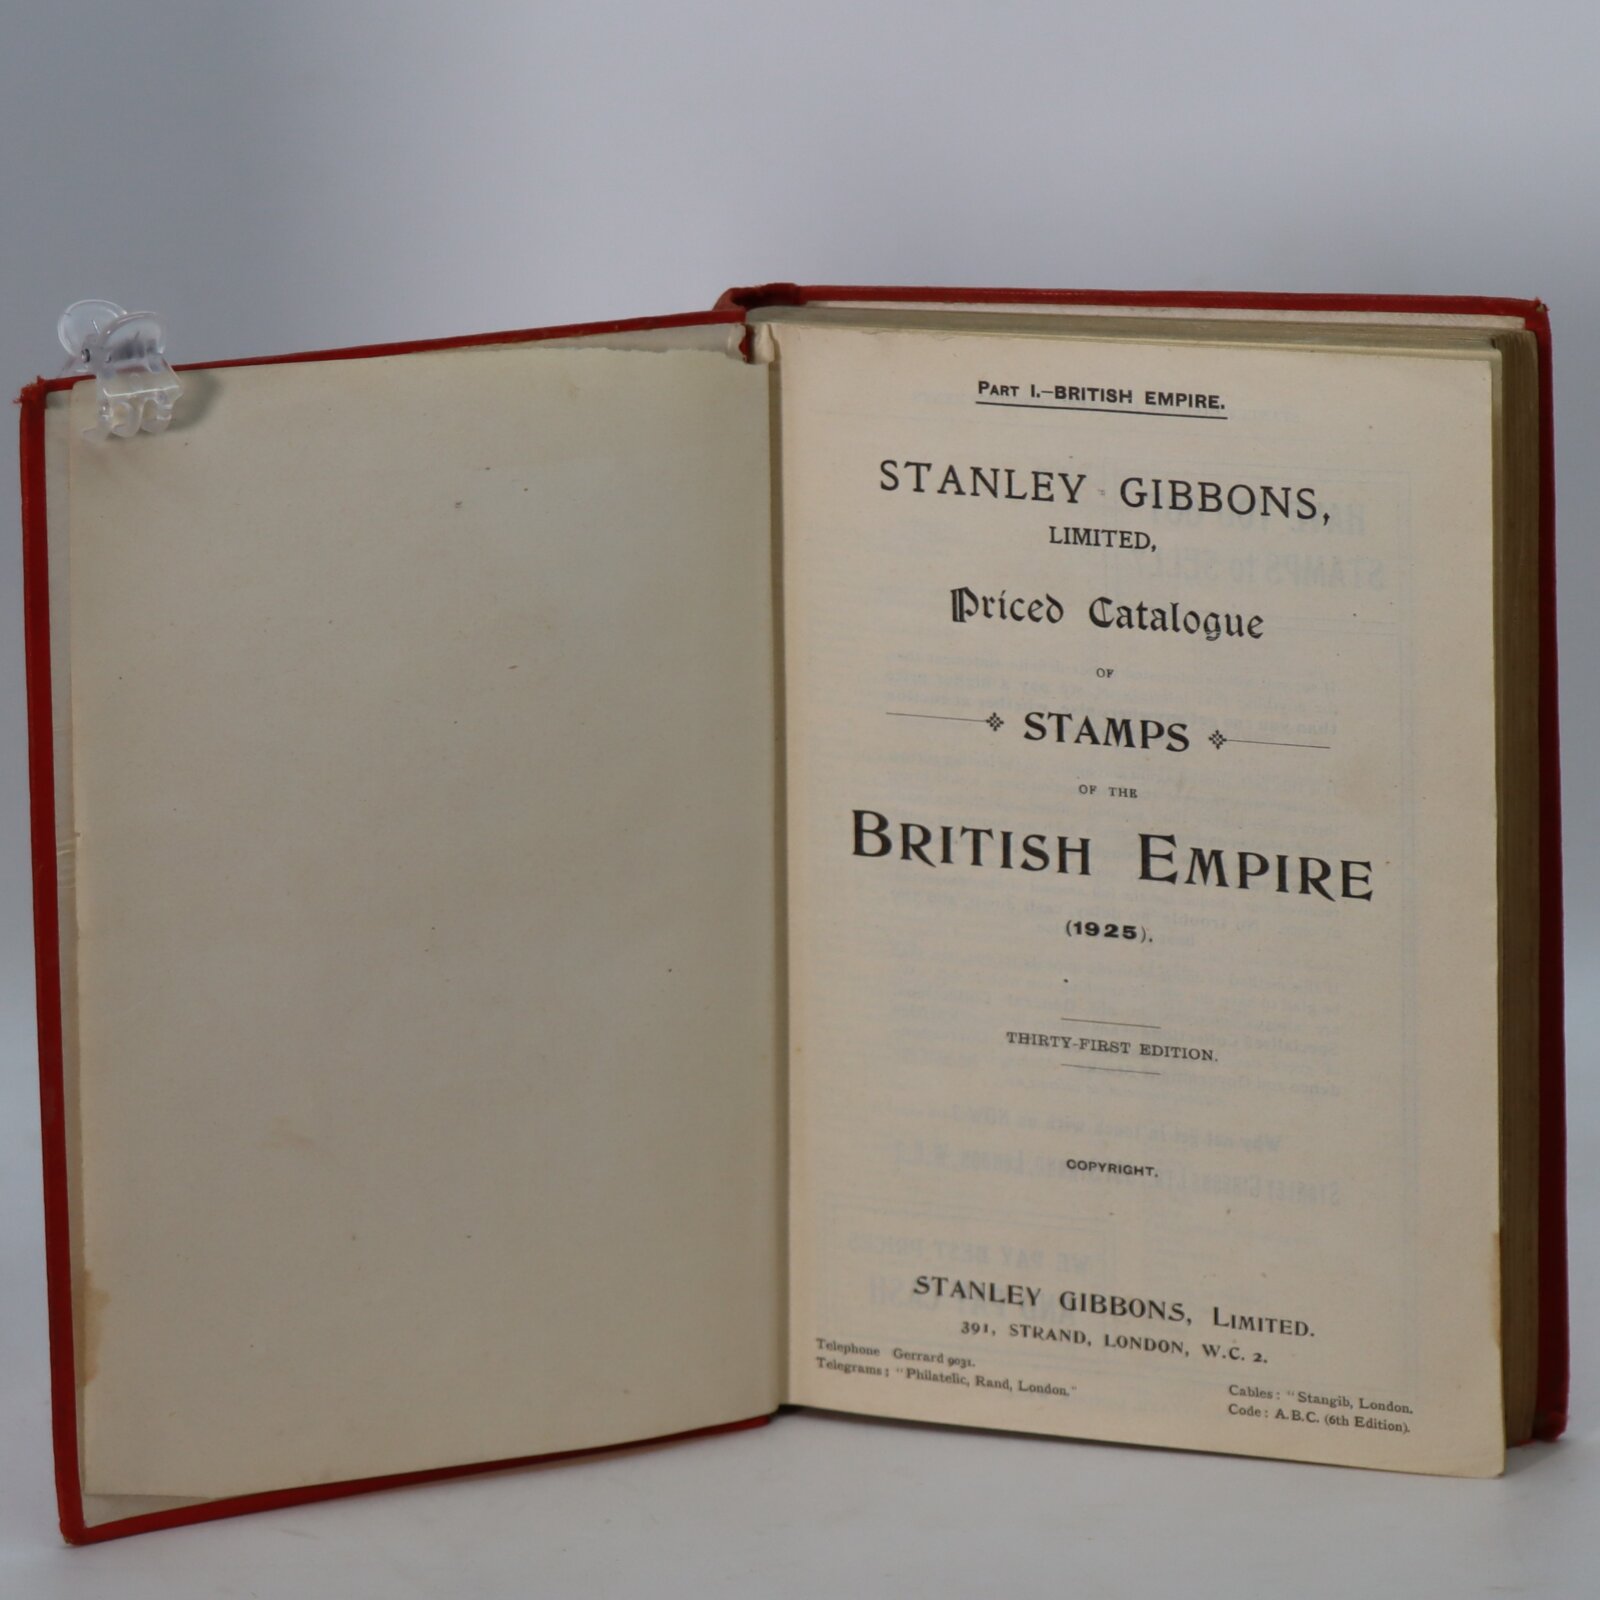 PART I.—BRITISH EMPIRE.
STANLEY GIBBONS,
LIMITED,
Priced Catalogue
OF
STAMPS
OF THE
BRITISH EMPIRE
(1925).
THIRTY-FIRST EDITION.
COPYRIGHT.
STANLEY GIBBONS, LIMITED.
391, STRAND, LONDON, W.C. 2.
Telephone Gerrard 9031.
Telegrams; "Philatelic, Rand, London."
Cables: "Stangib, London.
Code: A.B.C. (6th Edition).